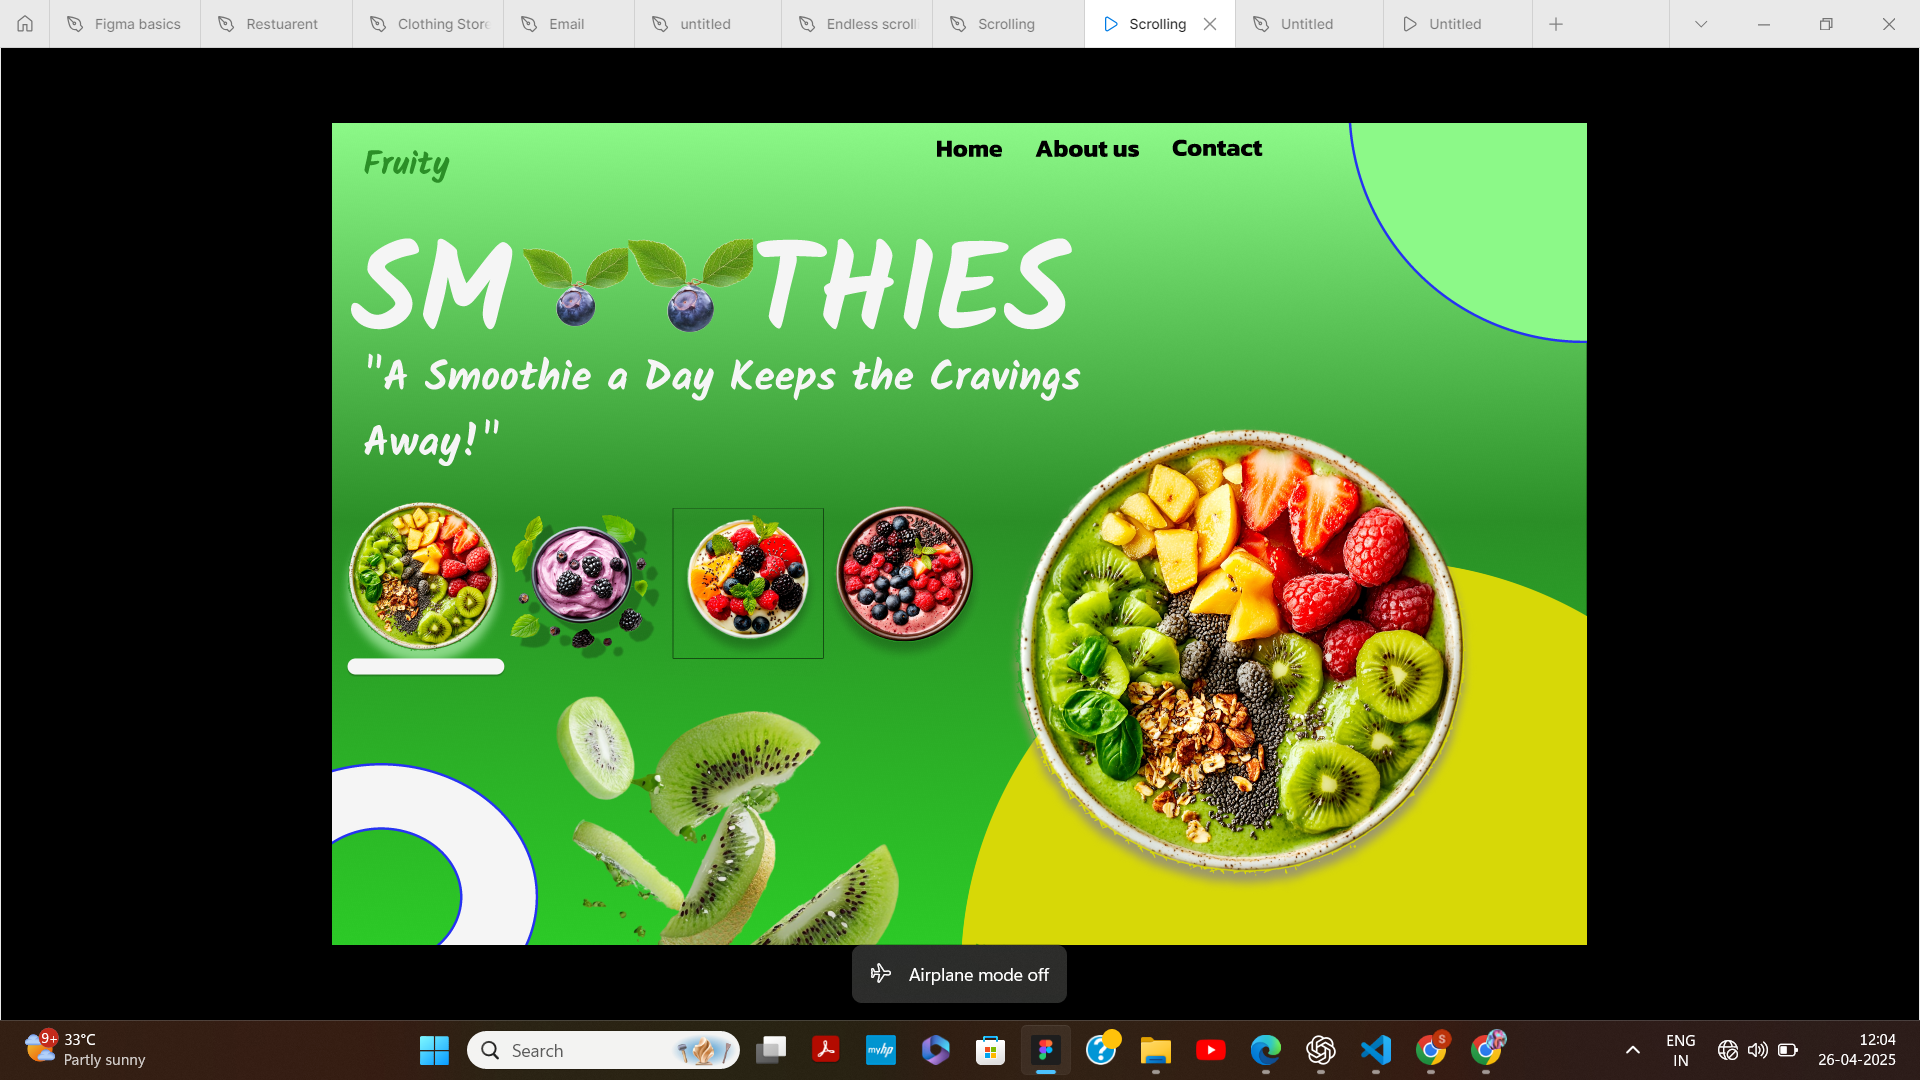 Figma basics
Restuarent
Clothing Store
Email
untitled
Endless scroll
Scrolling
Scrolling
Untitled
Untitled
Fruity
Home About us Contact
SM THIES
"A Smoothie a Day Keeps the Cravings
Away!"
Airplane mode off
9+
33°C
Partly sunny
Search
myhp
S
ENG
IN
12:04
26-04-2025